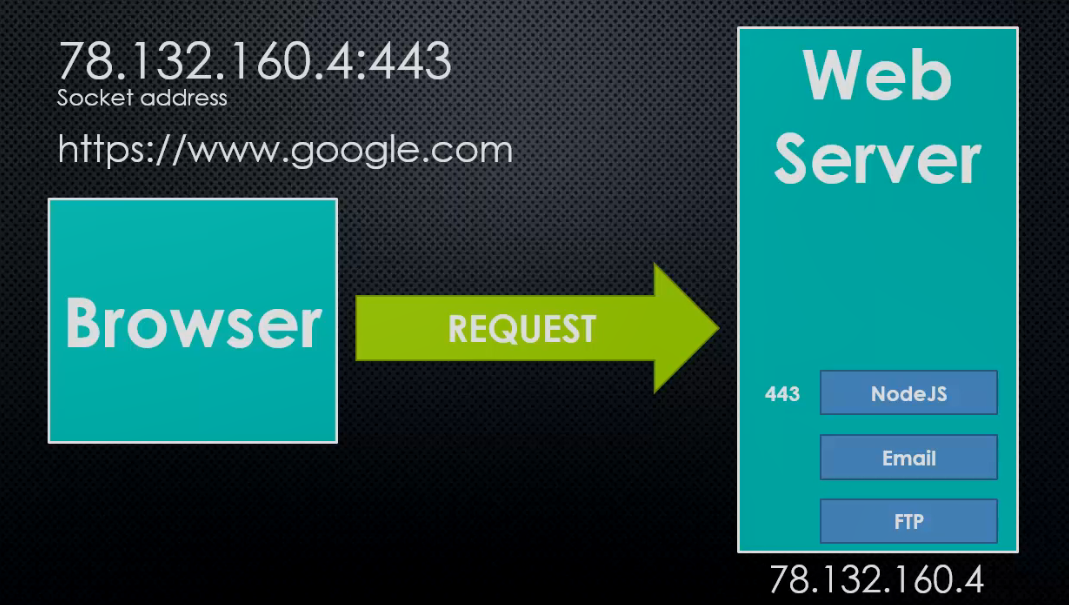 78.132.160.4:443
Socket address
https://www.google.com
Web
Server
Browser
REQUEST
443 NodeJS
Email
FTP
78.132.160.4